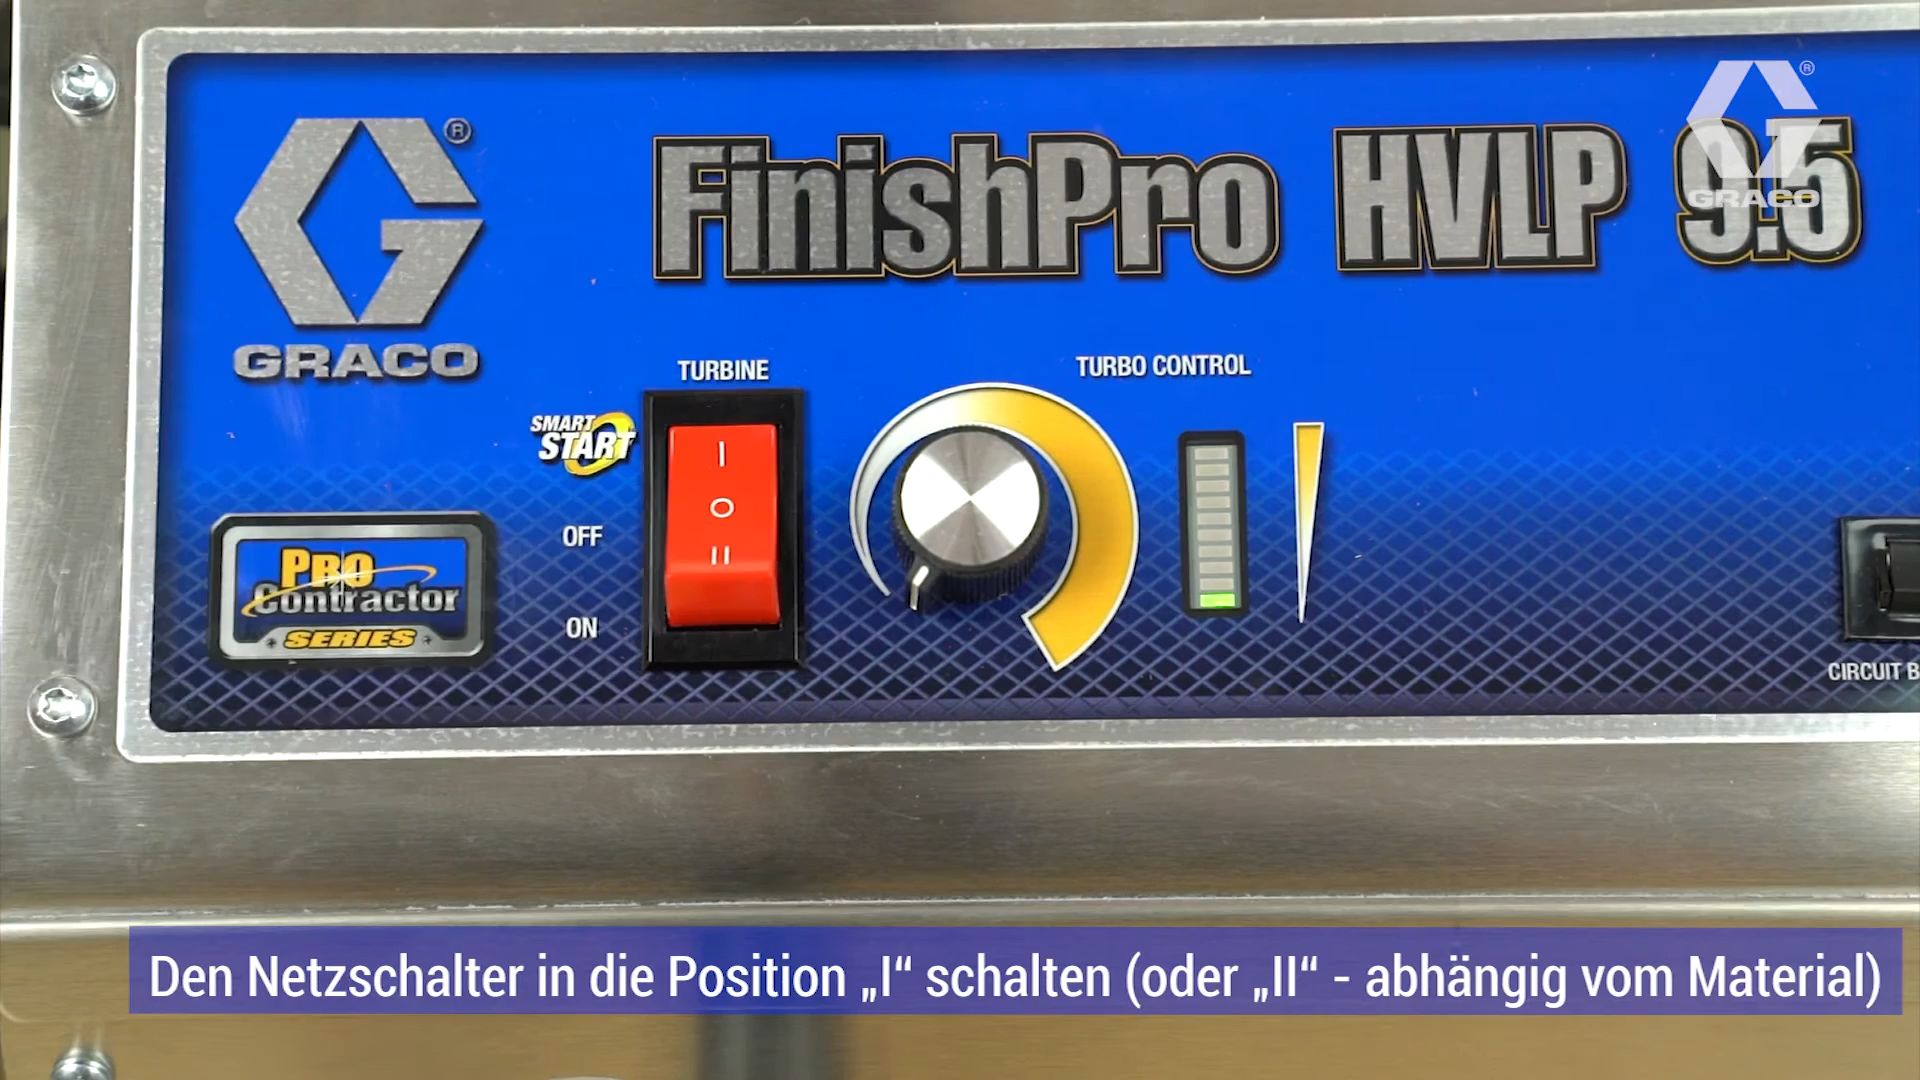 GRACO
FinishPro HVLP 9.5
GRACO
TURBINE
TURBO CONTROL
SMART
START
I
O
II
OFF
ON
PRO
Contractor
SERIES
CIRCUIT B
Den Netzschalter in die Position „I“ schalten (oder „II“ - abhängig vom Material)